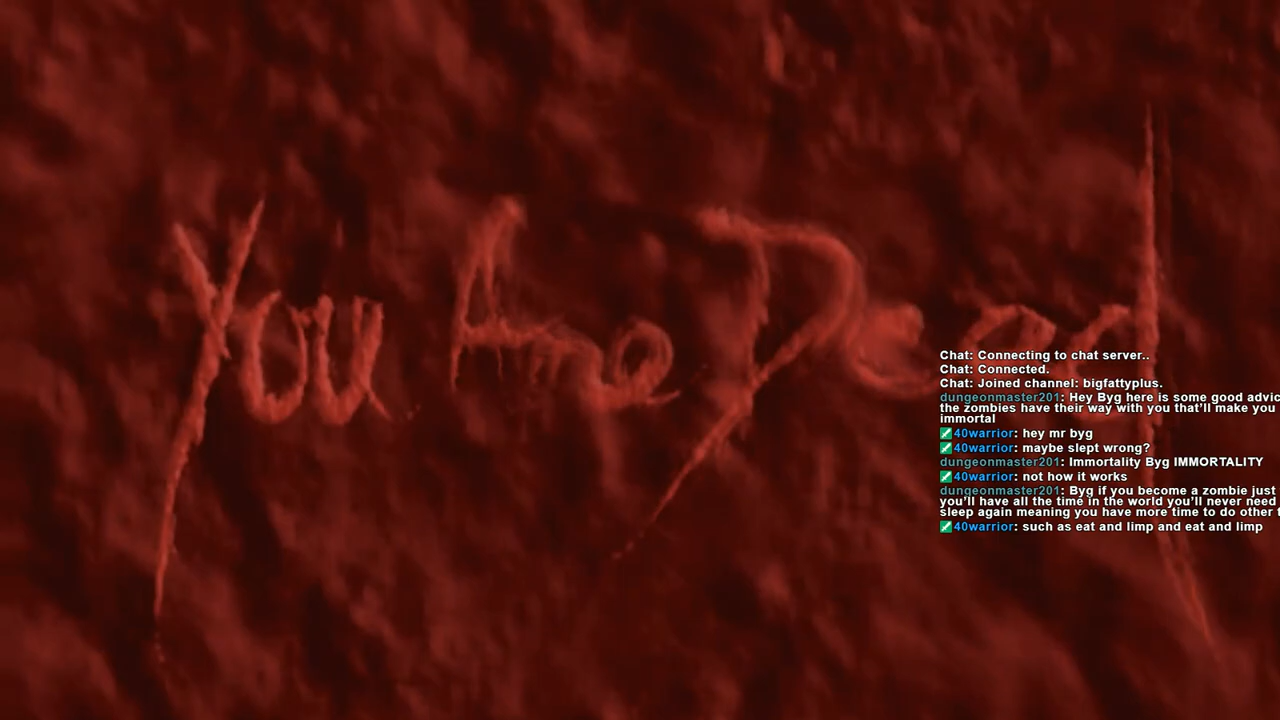 You Are Dead
Chat: Connecting to chat server..
Chat: Connected.
Chat: Joined channel: bigfattyplus.
dungeonmaster201: Hey Byg here is some good advic
the zombies have their way with you that'll make you
immortal
40warrior: hey mr byg
40warrior: maybe slept wrong?
dungeonmaster201: Immortality Byg IMMORTALITY
40warrior: not how it works
dungeonmaster201: Byg if you become a zombie just
you'll have all the time in the world you'll never need
sleep again meaning you have more time to do other t
40warrior: such as eat and limp and eat and limp